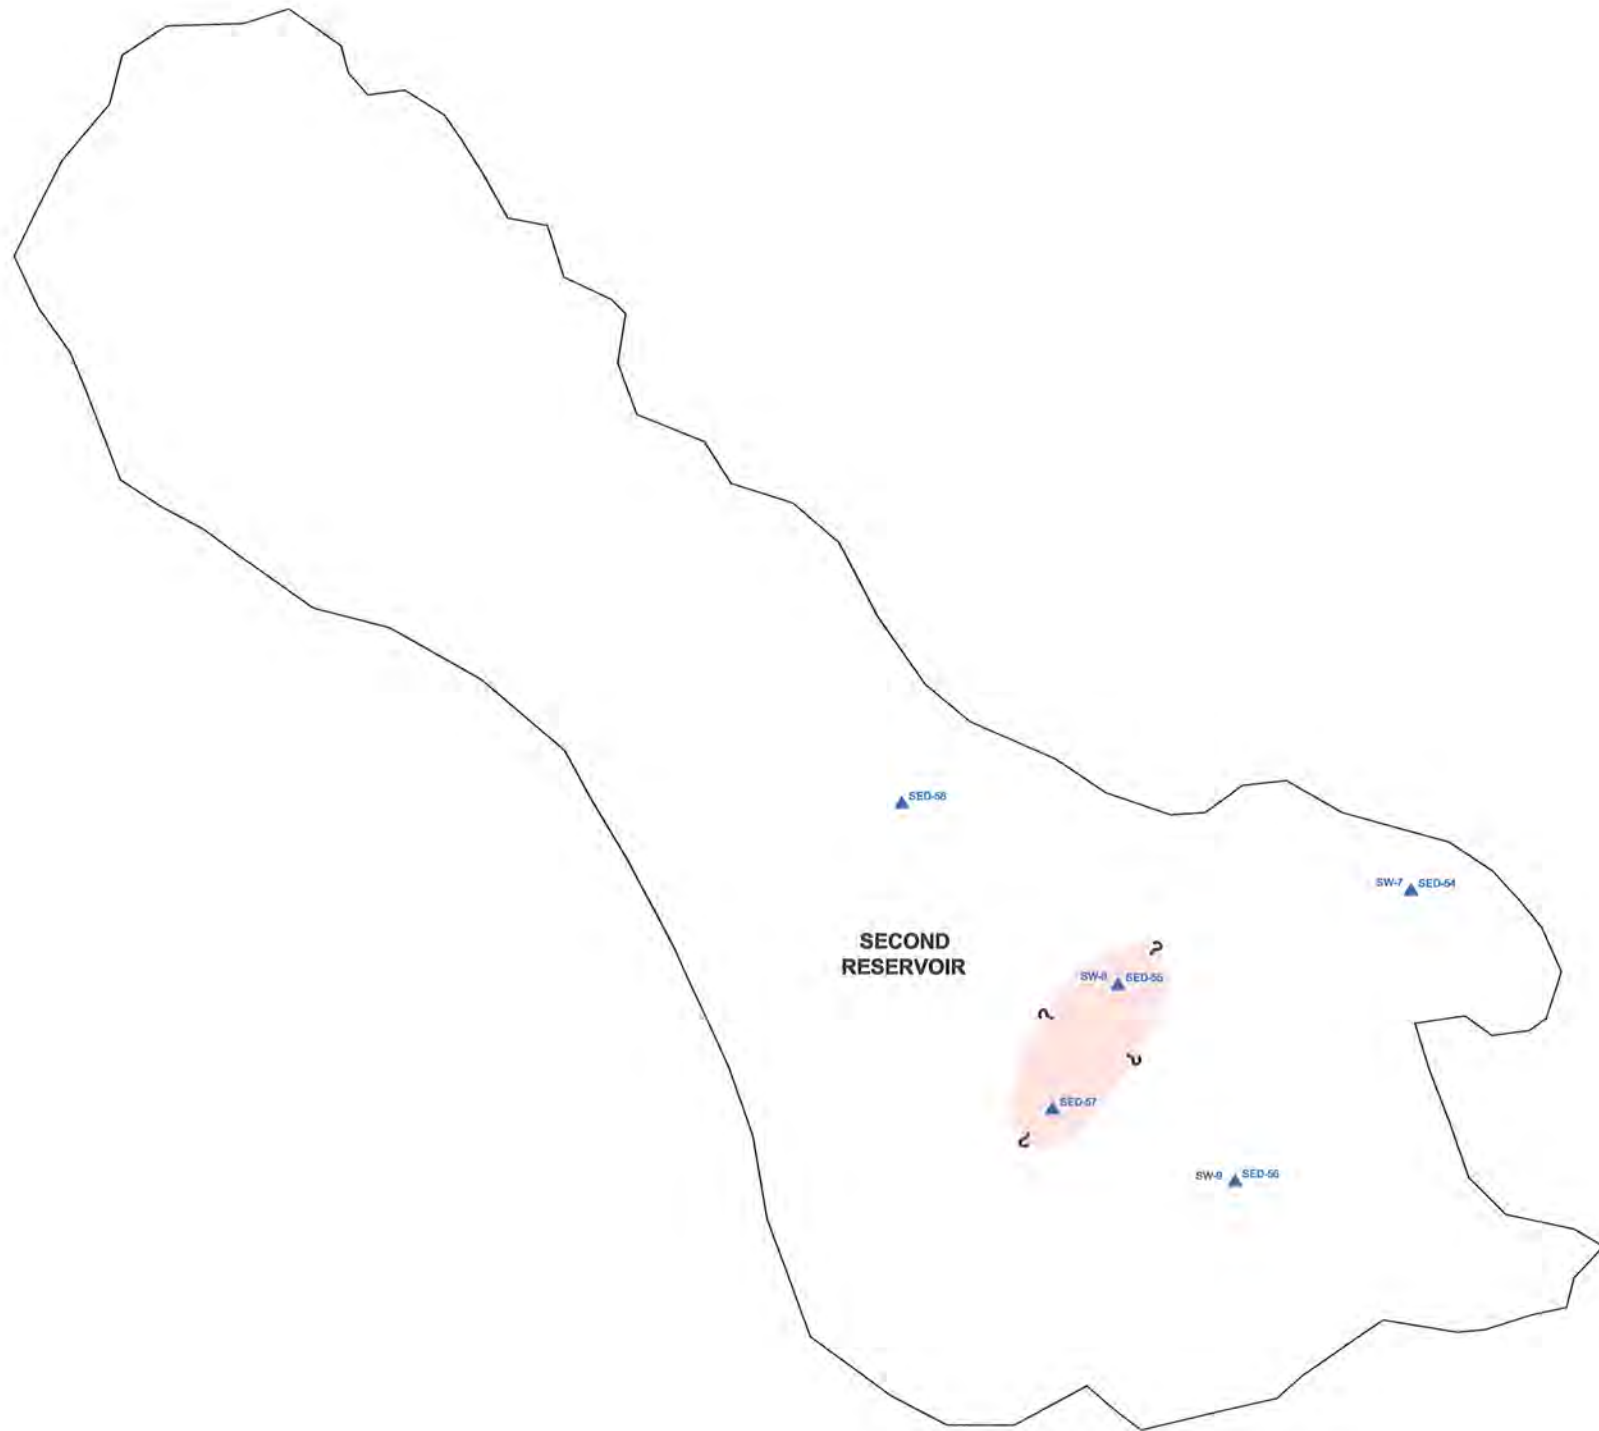 SED-58
SW-7 SED-54
SECOND
RESERVOIR
?
SW-8 SED-55
?
?
SED-57
?
SW-9 SED-56